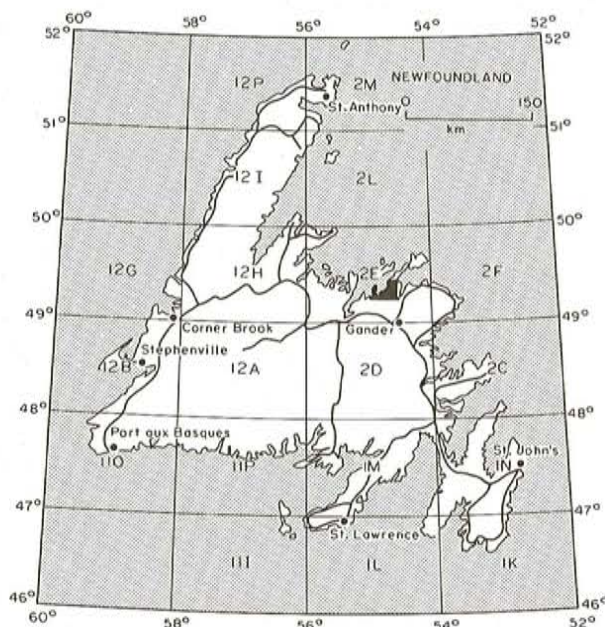 60° 58° 56° 54° 52°
52° 52°
12P 2M NEWFOUNDLAND
St. Anthony 0 150
km
51° 51°
12I 2L
50° 50°
12G 12H 2E 2F
49° 49°
Corner Brook Gander
Stephenville
12B 12A 2D 2C
48° 48°
Port aux Basques St. John's
11O 11P 1M 1N
47° 47°
St. Lawrence
11I 1L 1K
46° 46°
60° 58° 56° 54° 52°